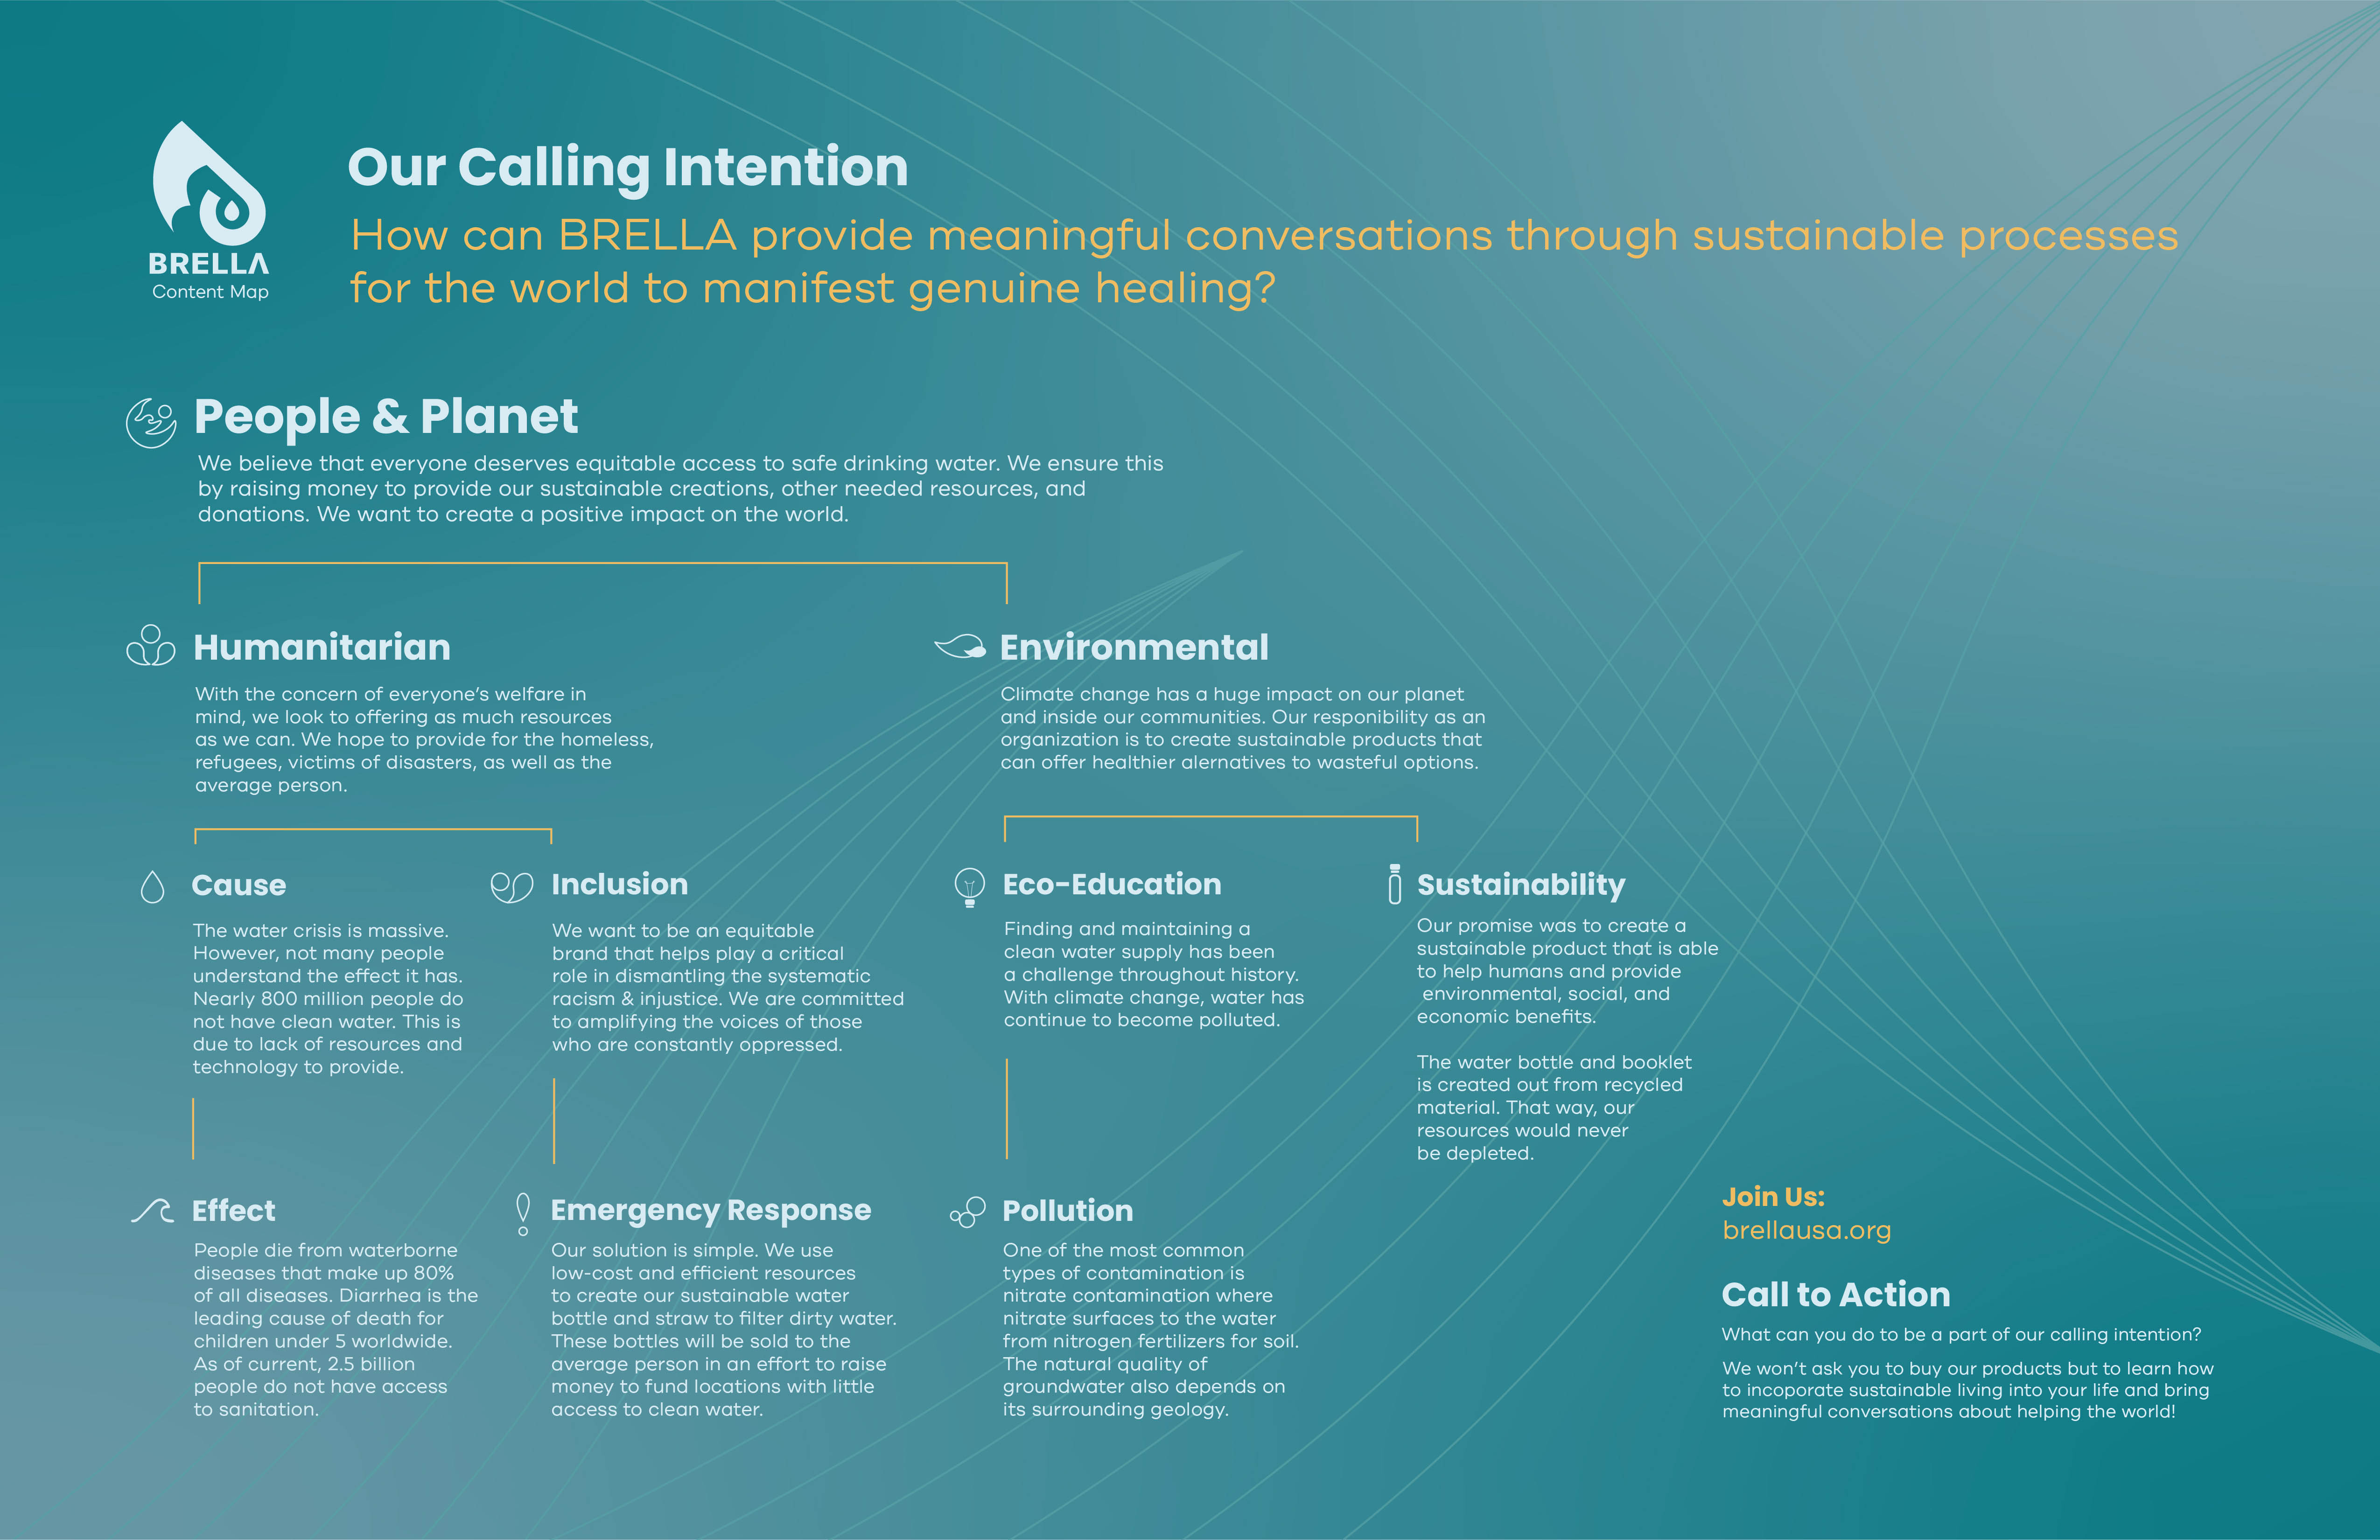 BRELLA
Content Map
Our Calling Intention
How can BRELLA provide meaningful conversations through sustainable processes
for the world to manifest genuine healing?
People & Planet
We believe that everyone deserves equitable access to safe drinking water. We ensure this
by raising money to provide our sustainable creations, other needed resources, and
donations. We want to create a positive impact on the world.
Humanitarian
With the concern of everyone's welfare in
mind, we look to offering as much resources
as we can. We hope to provide for the homeless,
refugees, victims of disasters, as well as the
average person.
Environmental
Climate change has a huge impact on our planet
and inside our communities. Our responibility as an
organization is to create sustainable products that
can offer healthier alernatives to wasteful options.
Cause
The water crisis is massive.
However, not many people
understand the effect it has.
Nearly 800 million people do
not have clean water. This is
due to lack of resources and
technology to provide.
Inclusion
We want to be an equitable
brand that helps play a critical
role in dismantling the systematic
racism & injustice. We are committed
to amplifying the voices of those
who are constantly oppressed.
Eco-Education
Finding and maintaining a
clean water supply has been
a challenge throughout history.
With climate change, water has
continue to become polluted.
Sustainability
Our promise was to create a
sustainable product that is able
to help humans and provide
environmental, social, and
economic benefits.
The water bottle and booklet
is created out from recycled
material. That way, our
resources would never
be depleted.
Effect
People die from waterborne
diseases that make up 80%
of all diseases. Diarrhea is the
leading cause of death for
children under 5 worldwide.
As of current, 2.5 billion
people do not have access
to sanitation.
Emergency Response
Our solution is simple. We use
low-cost and efficient resources
to create our sustainable water
bottle and straw to filter dirty water.
These bottles will be sold to the
average person in an effort to raise
money to fund locations with little
access to clean water.
Pollution
One of the most common
types of contamination is
nitrate contamination where
nitrate surfaces to the water
from nitrogen fertilizers for soil.
The natural quality of
groundwater also depends on
its surrounding geology.
Join Us:
brellausa.org
Call to Action
What can you do to be a part of our calling intention?
We won't ask you to buy our products but to learn how
to incoporate sustainable living into your life and bring
meaningful conversations about helping the world!